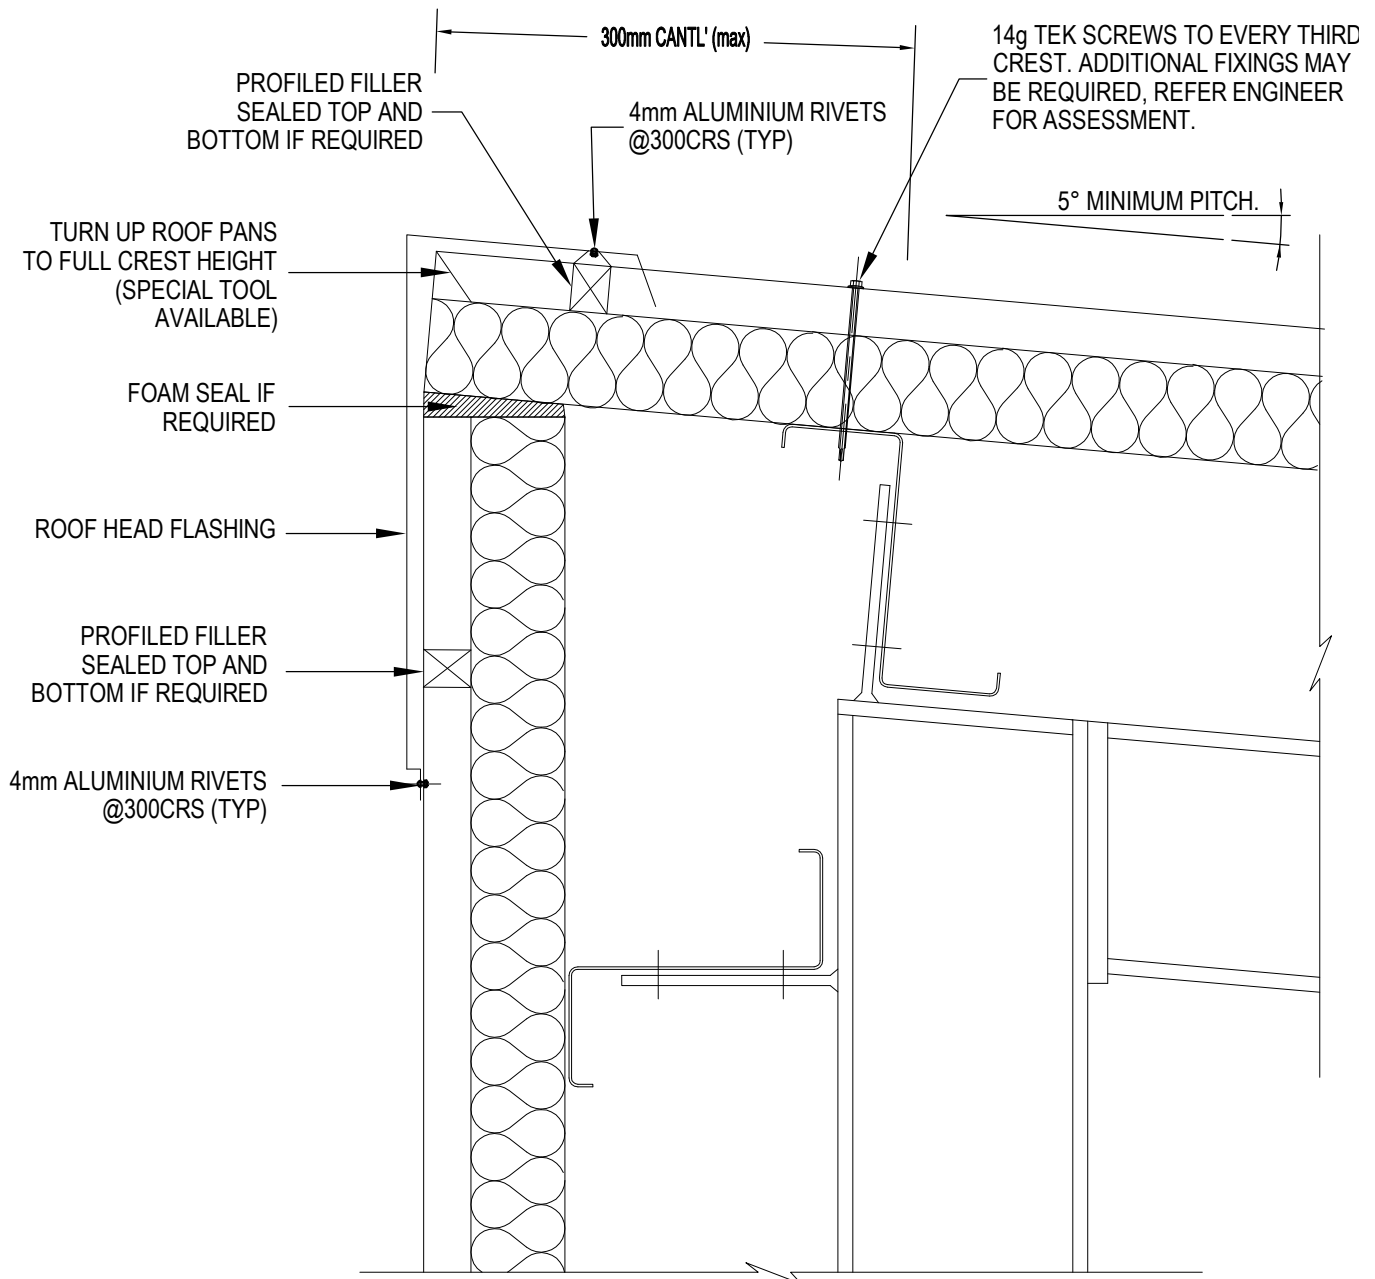 300mm CANTL' (max)
14g TEK SCREWS TO EVERY THIRD
CREST. ADDITIONAL FIXINGS MAY
BE REQUIRED, REFER ENGINEER
FOR ASSESSMENT.
PROFILED FILLER
SEALED TOP AND
BOTTOM IF REQUIRED
4mm ALUMINIUM RIVETS
@300CRS (TYP)
5° MINIMUM PITCH.
TURN UP ROOF PANS
TO FULL CREST HEIGHT
(SPECIAL TOOL
AVAILABLE)
FOAM SEAL IF
REQUIRED
ROOF HEAD FLASHING
PROFILED FILLER
SEALED TOP AND
BOTTOM IF REQUIRED
4mm ALUMINIUM RIVETS
@300CRS (TYP)